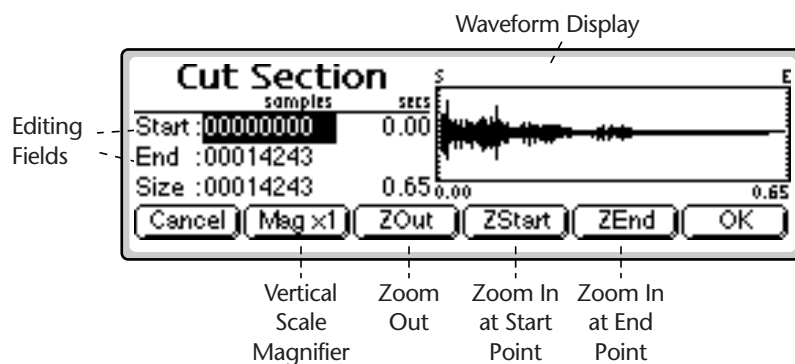 Waveform Display
Cut Section
S E
samples secs
Start :00000000 0.00
Editing
Fields
End :00014243
Size :00014243 0.65
0.00 0.65
Cancel Mag x1 ZOut ZStart ZEnd OK
Vertical
Scale
Magnifier
Zoom
Out
Zoom In
at Start
Point
Zoom In
at End
Point